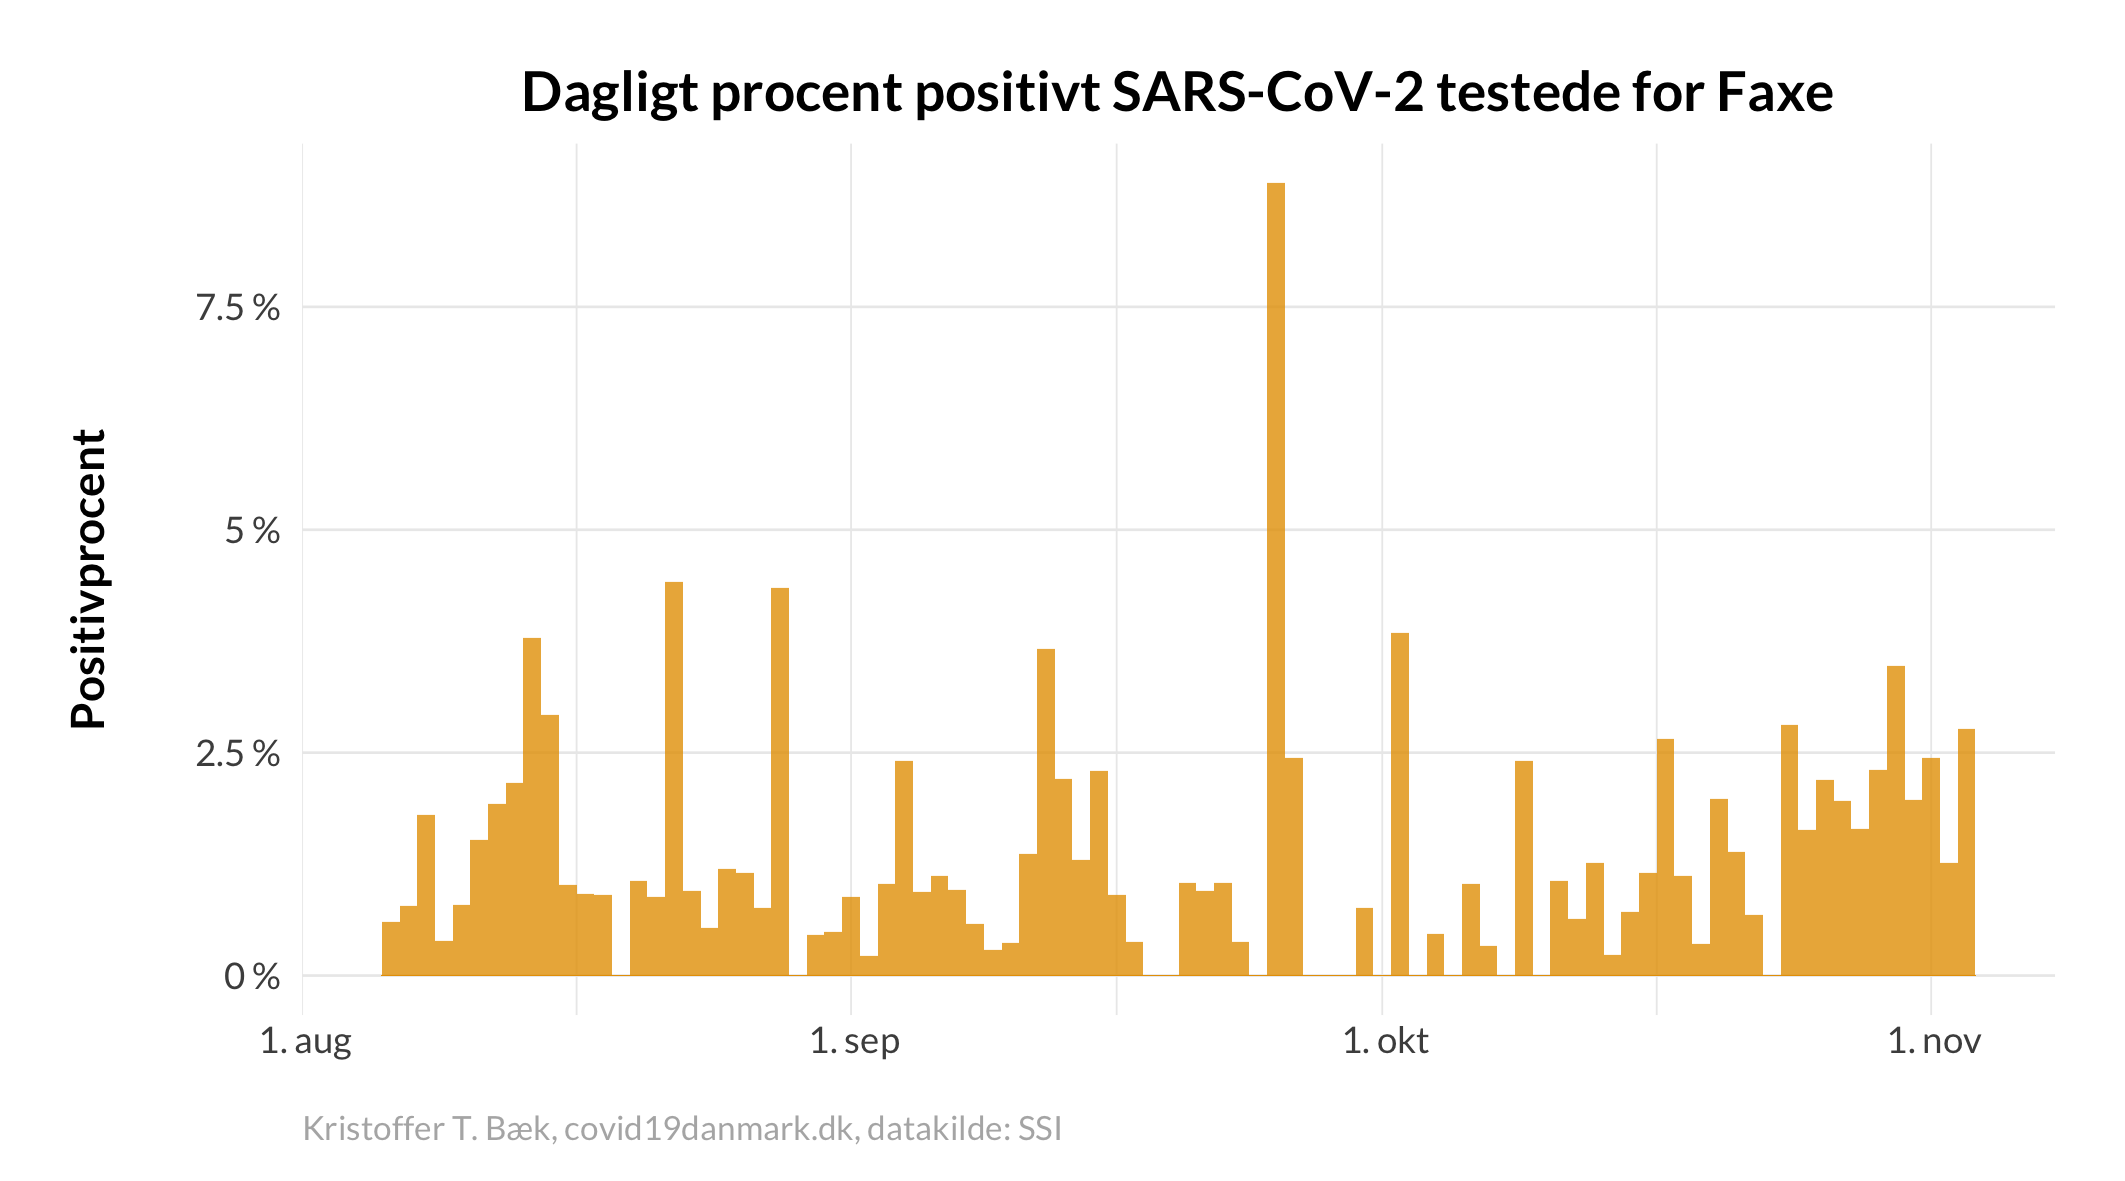 Dagligt procent positivt SARS-CoV-2 testede for Faxe
Positivprocent
7.5 %
5 %
2.5 %
0 %
1. aug
1. sep
1. okt
1. nov
Kristoffer T. Bæk, covid19danmark.dk, datakilde: SSI